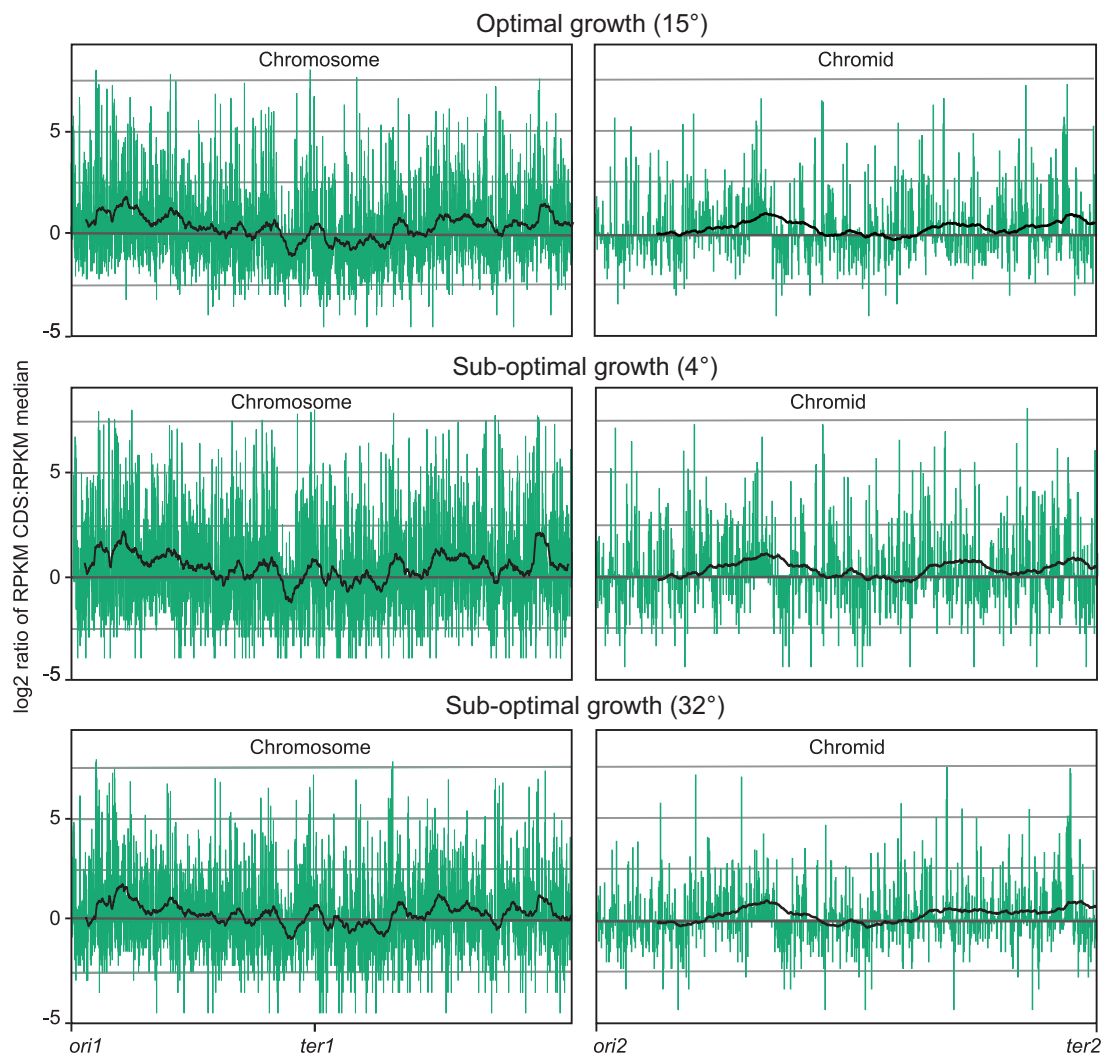 Optimal growth (15°)
Chromosome
Chromid
5
0
-5
Sub-optimal growth (4°)
Chromosome
Chromid
5
0
-5
log2 ratio of RPKM CDS:RPKM median
Sub-optimal growth (32°)
Chromosome
Chromid
5
0
-5
ori1
ter1
ori2
ter2